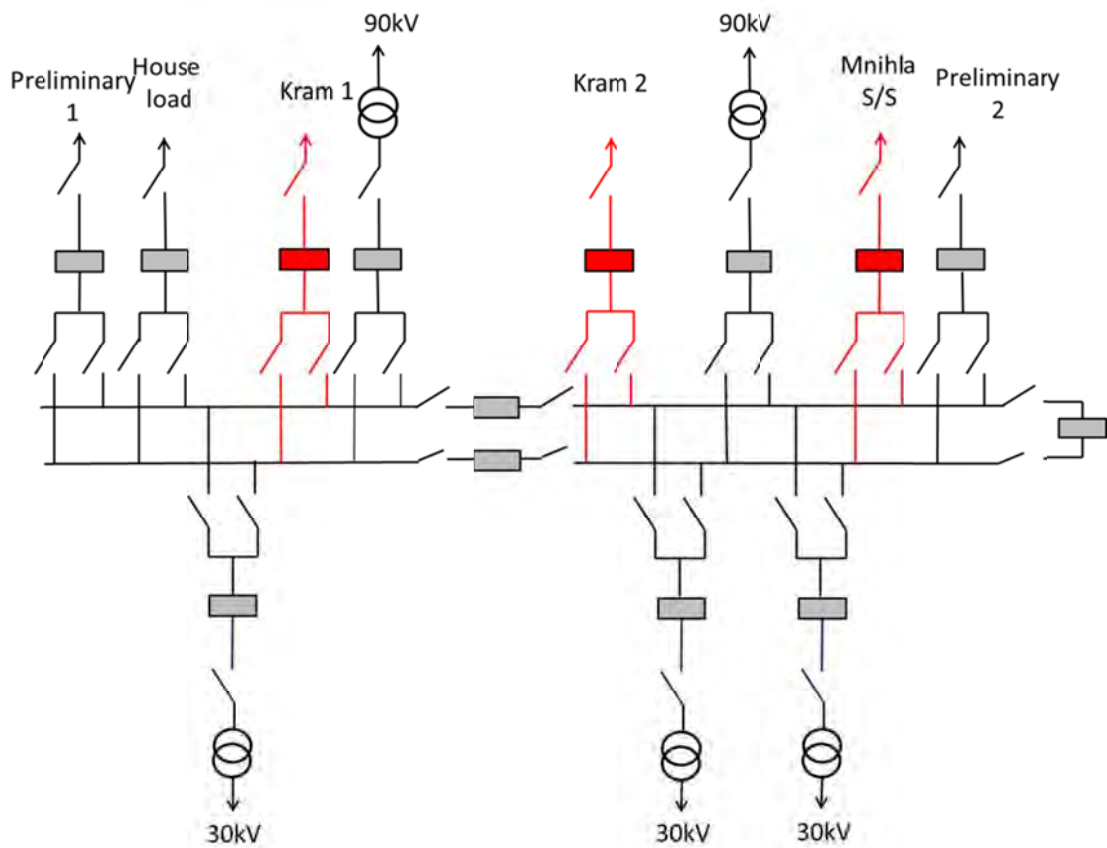 90kV
90kV
Preliminary
1
House
load
Kram 1
Kram 2
Mnihla
S/S
Preliminary
2
30kV
30kV
30kV